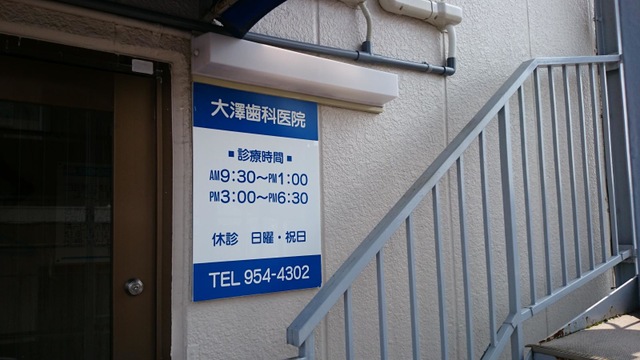 大澤歯科医院
■ 診療時間 ■
AM9:30～PM1:00
PM3:00～PM6:30
休診 日曜・祝日
TEL 954-4302